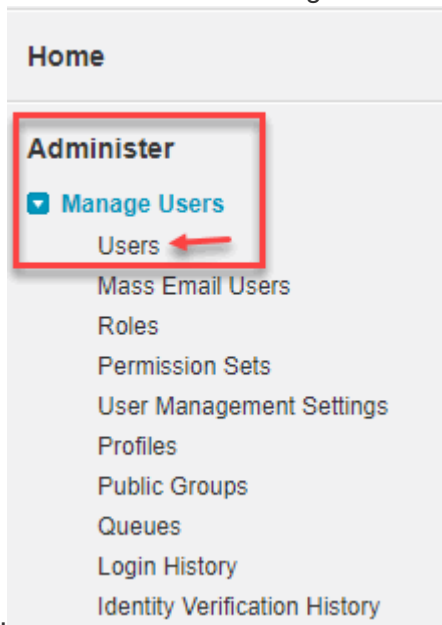 Home
Administer
Manage Users
Users
Mass Email Users
Roles
Permission Sets
User Management Settings
Profiles
Public Groups
Queues
Login History
Identity Verification History
.